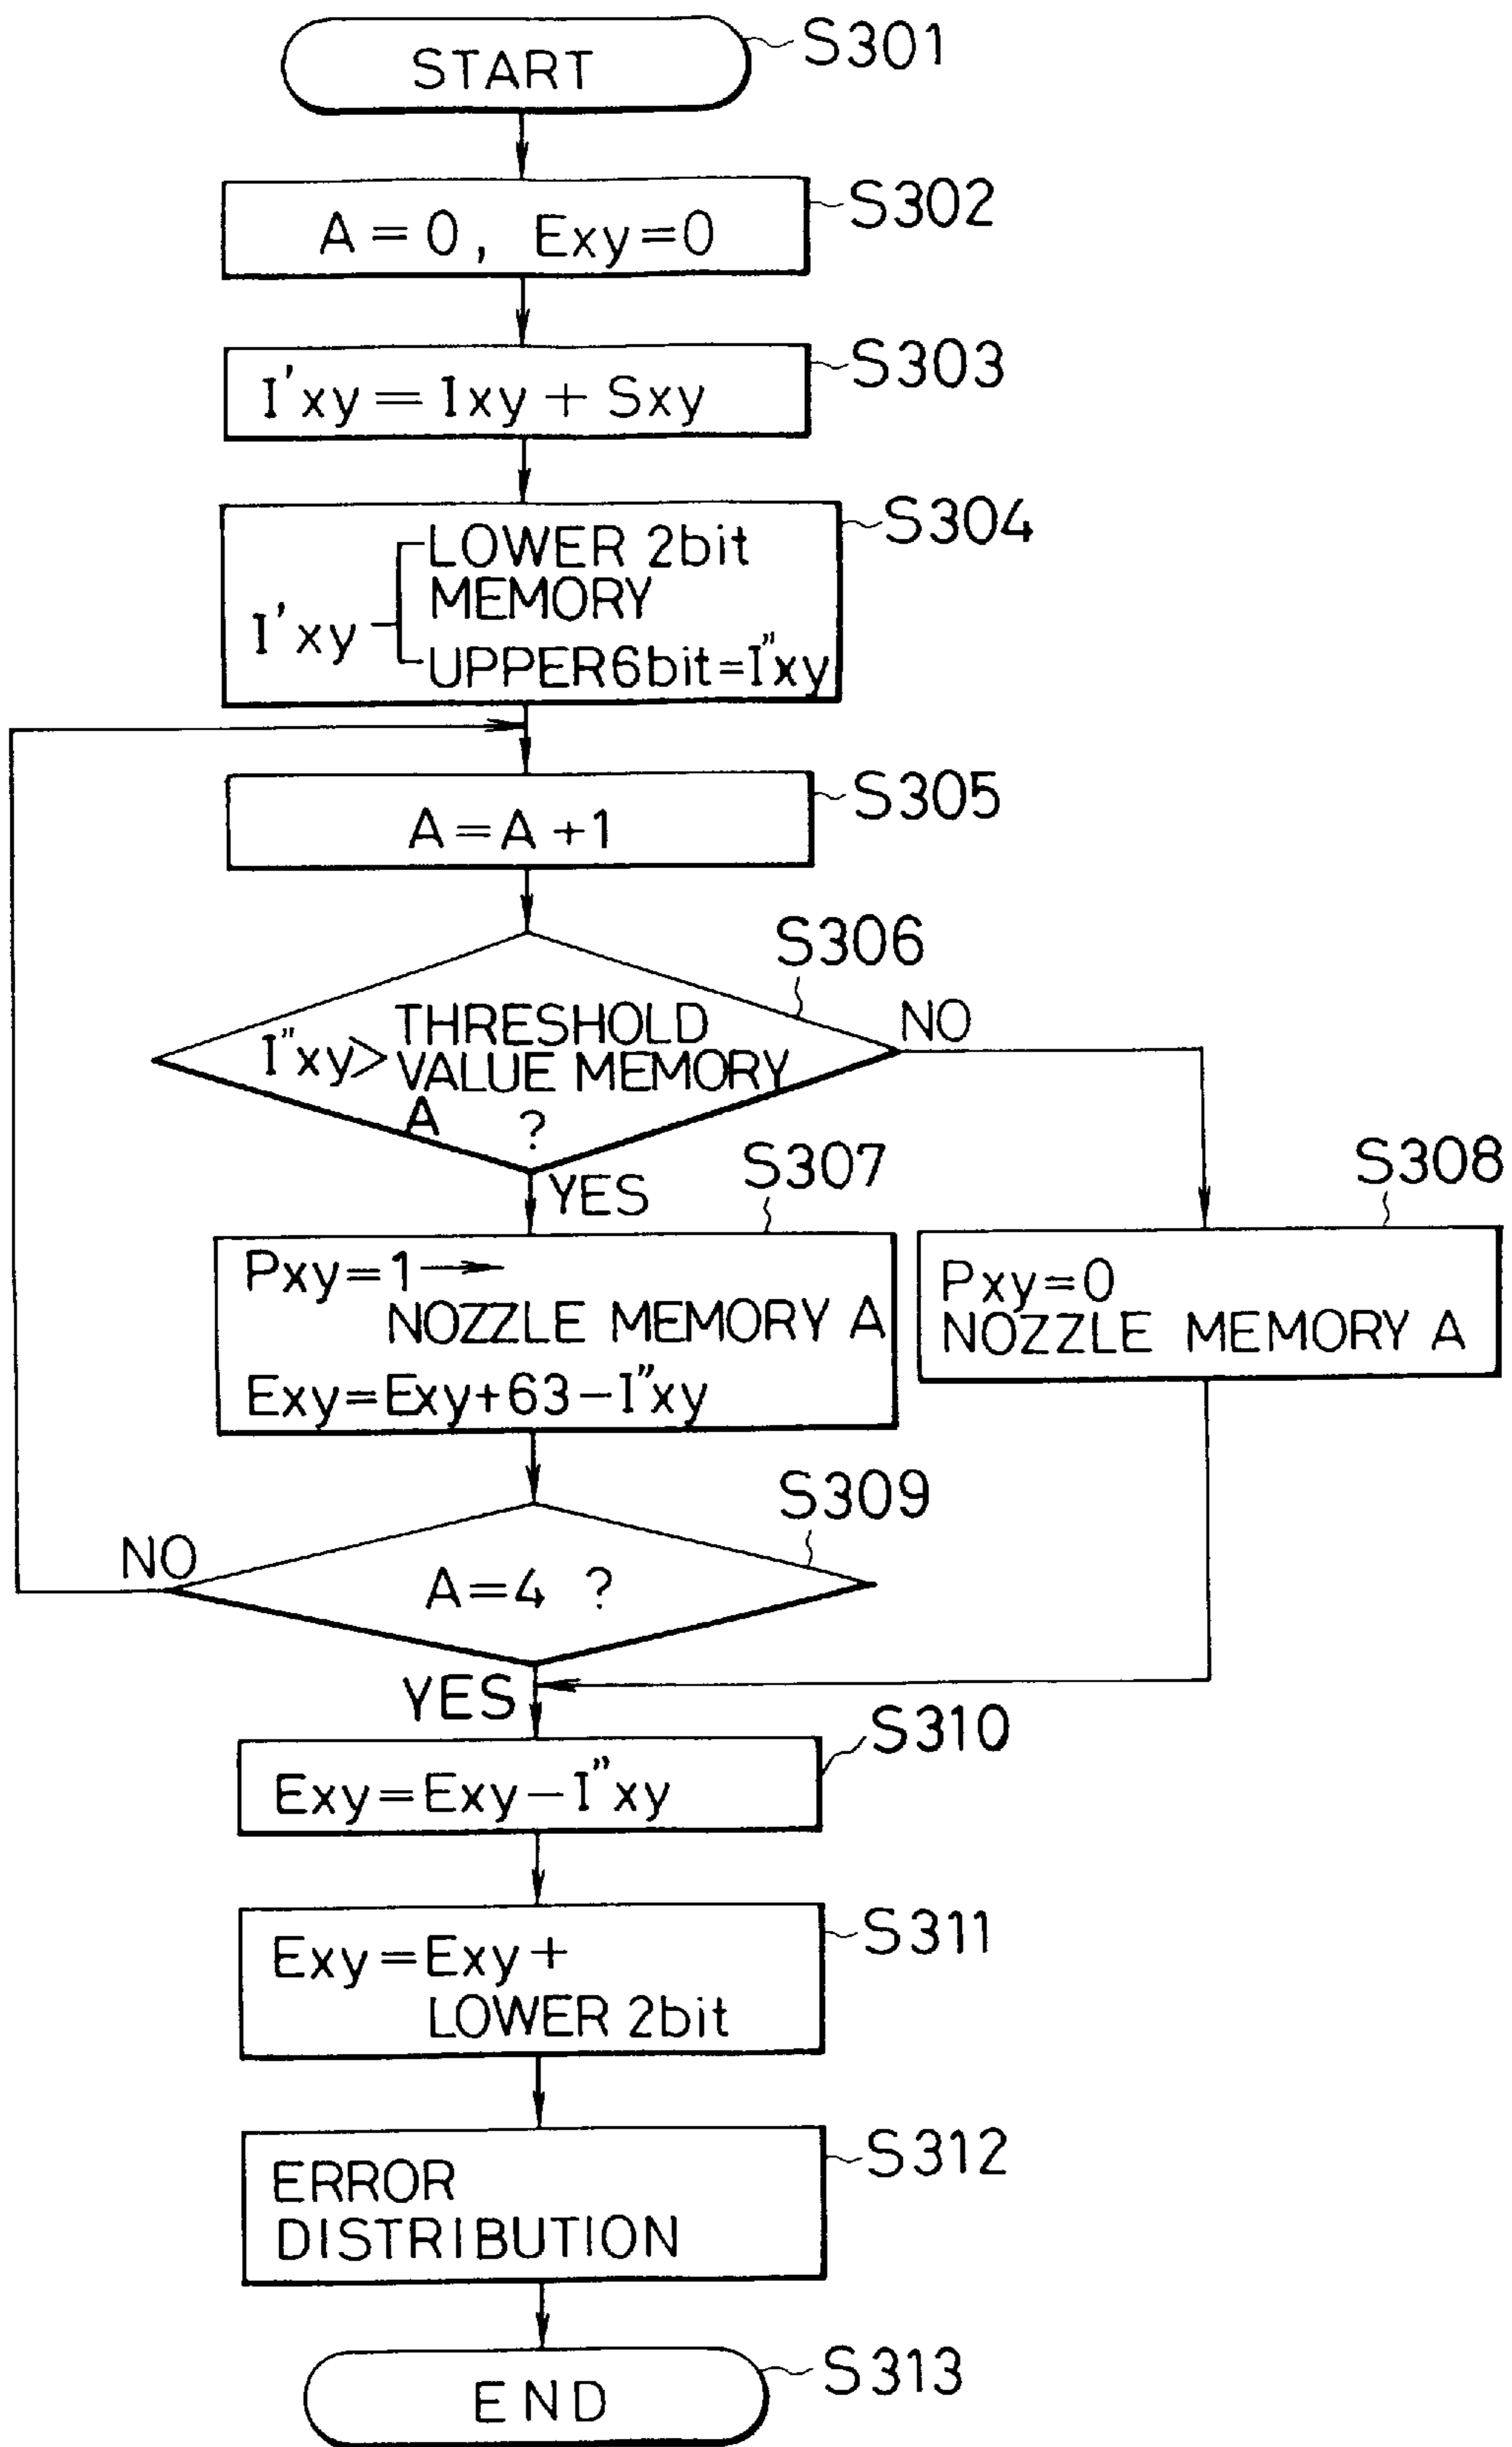 START
S301
A=0, Exy=0
S302
I'xy=Ixy+Sxy
S303
S304
LOWER 2bit
MEMORY
I'xy
UPPER6bit=I"xy
A=A+1
S305
S306
THRESHOLD
I"xy> VALUE MEMORY
A ?
NO
YES
S307
S308
Pxy=1→
NOZZLE MEMORY A
Exy=Exy+63-I"xy
Pxy=0
NOZZLE MEMORY A
S309
NO
A=4 ?
YES
S310
Exy=Exy-I"xy
S311
Exy=Exy+
LOWER 2bit
S312
ERROR
DISTRIBUTION
S313
END